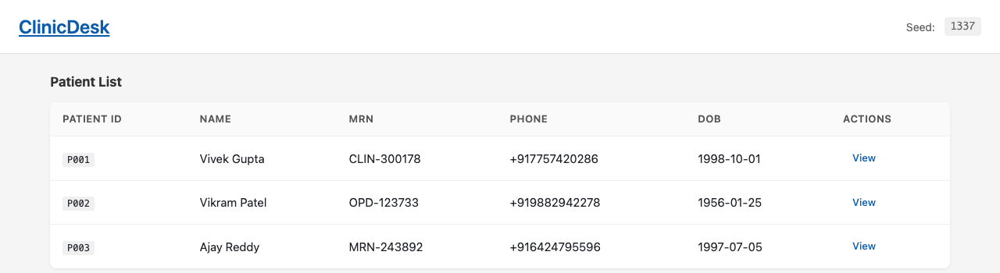 ClinicDesk
Seed: 1337
Patient List
PATIENT ID NAME MRN PHONE DOB ACTIONS
P001 Vivek Gupta CLIN-300178 +917757420286 1998-10-01 View
P002 Vikram Patel OPD-123733 +919882942278 1956-01-25 View
P003 Ajay Reddy MRN-243892 +916424795596 1997-07-05 View